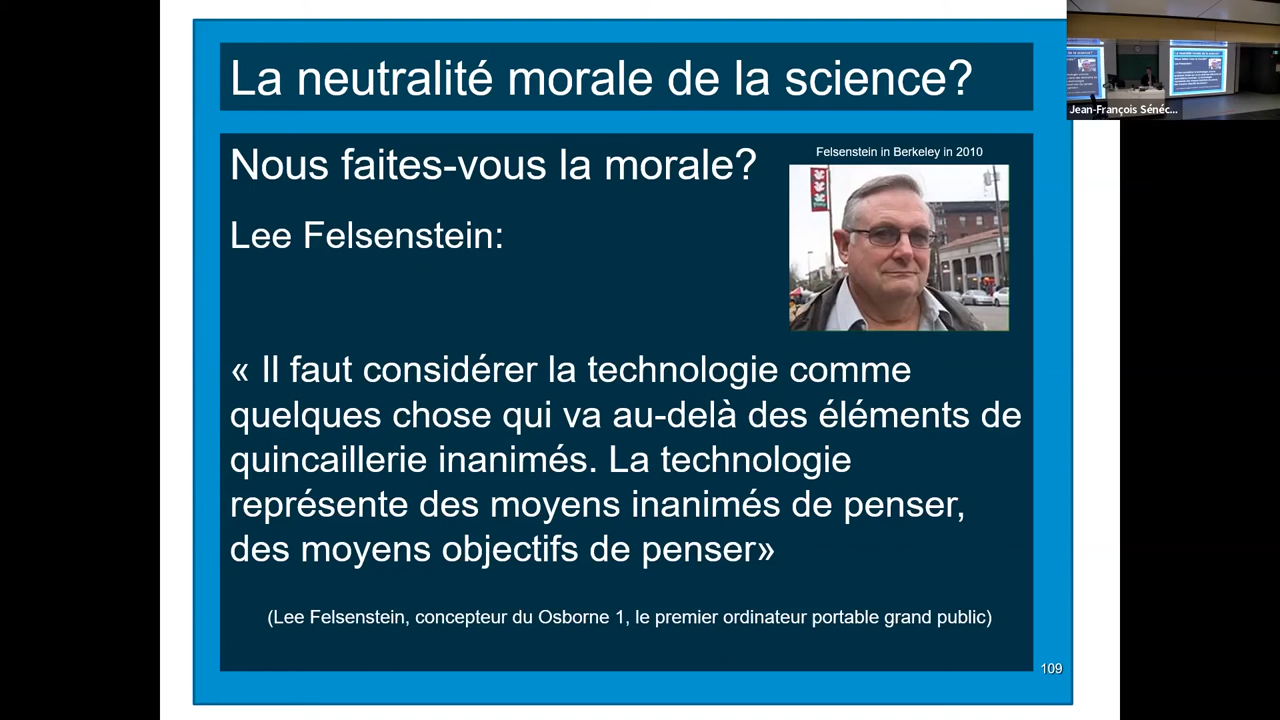 La neutralité morale de la science?
Nous faites-vous la morale?
Felsenstein in Berkeley in 2010
Lee Felsenstein:
« Il faut considérer la technologie comme
quelques chose qui va au-delà des éléments de
quincaillerie inanimés. La technologie
représente des moyens inanimés de penser,
des moyens objectifs de penser»
(Lee Felsenstein, concepteur du Osborne 1, le premier ordinateur portable grand public)
109
Jean-François Sénéc...